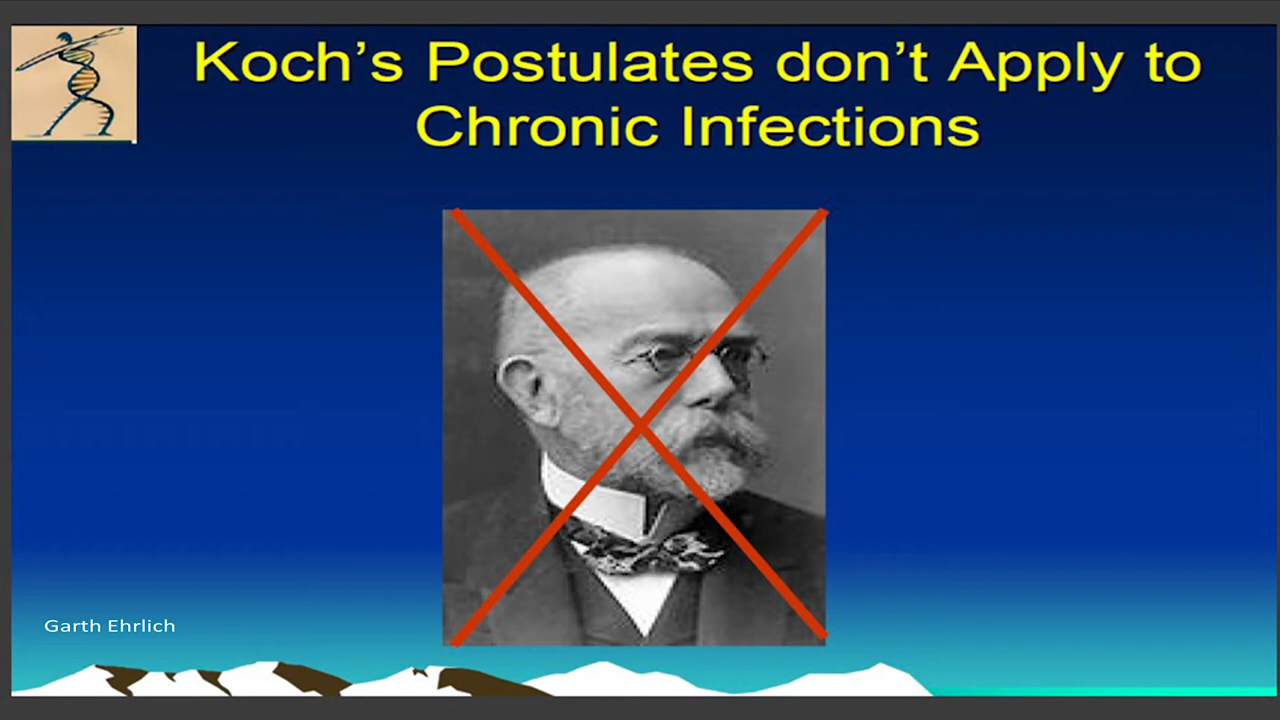 Koch's Postulates don't Apply to
Chronic Infections
Garth Ehrlich